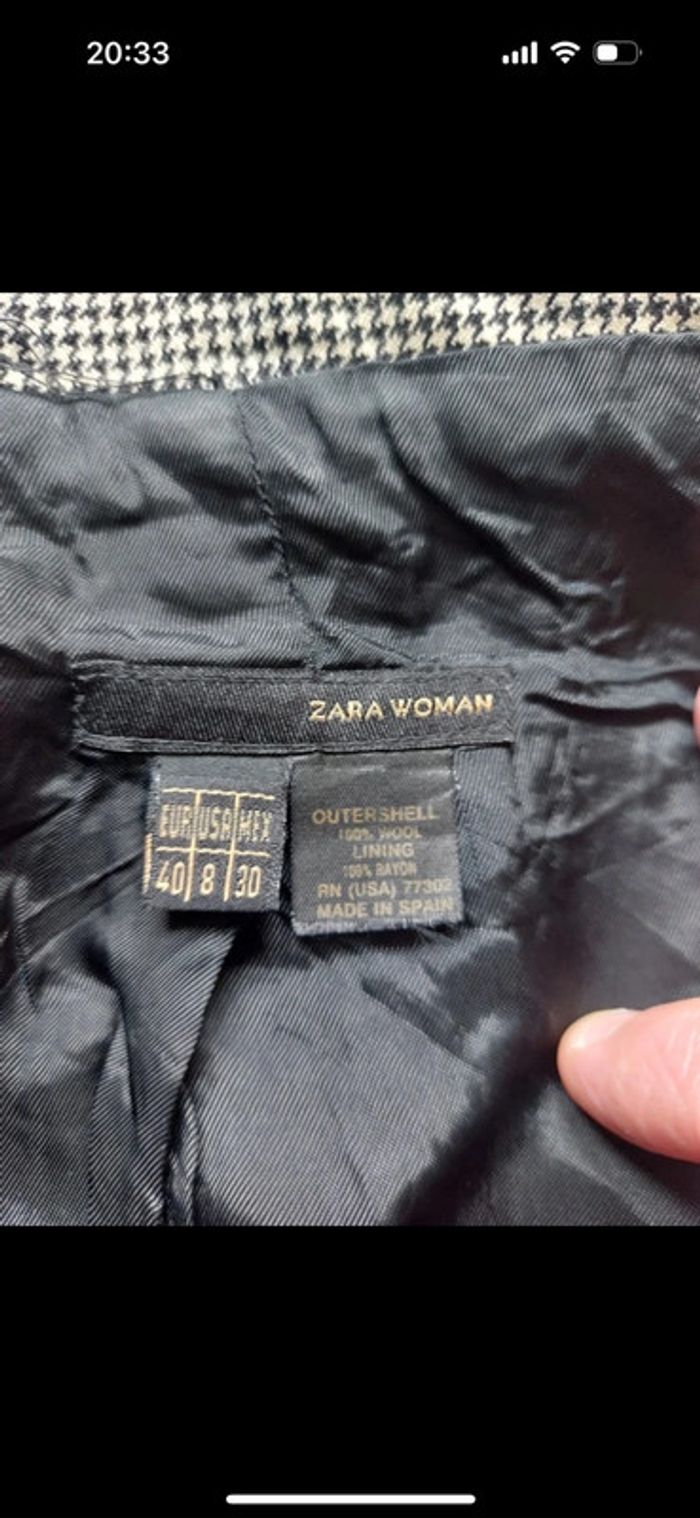 20:33
ZARA WOMAN
EUR USA MEX
40 8 30
OUTERSHELL
100% WOOL
LINING
100% RAYON
RN (USA) 77302
MADE IN SPAIN